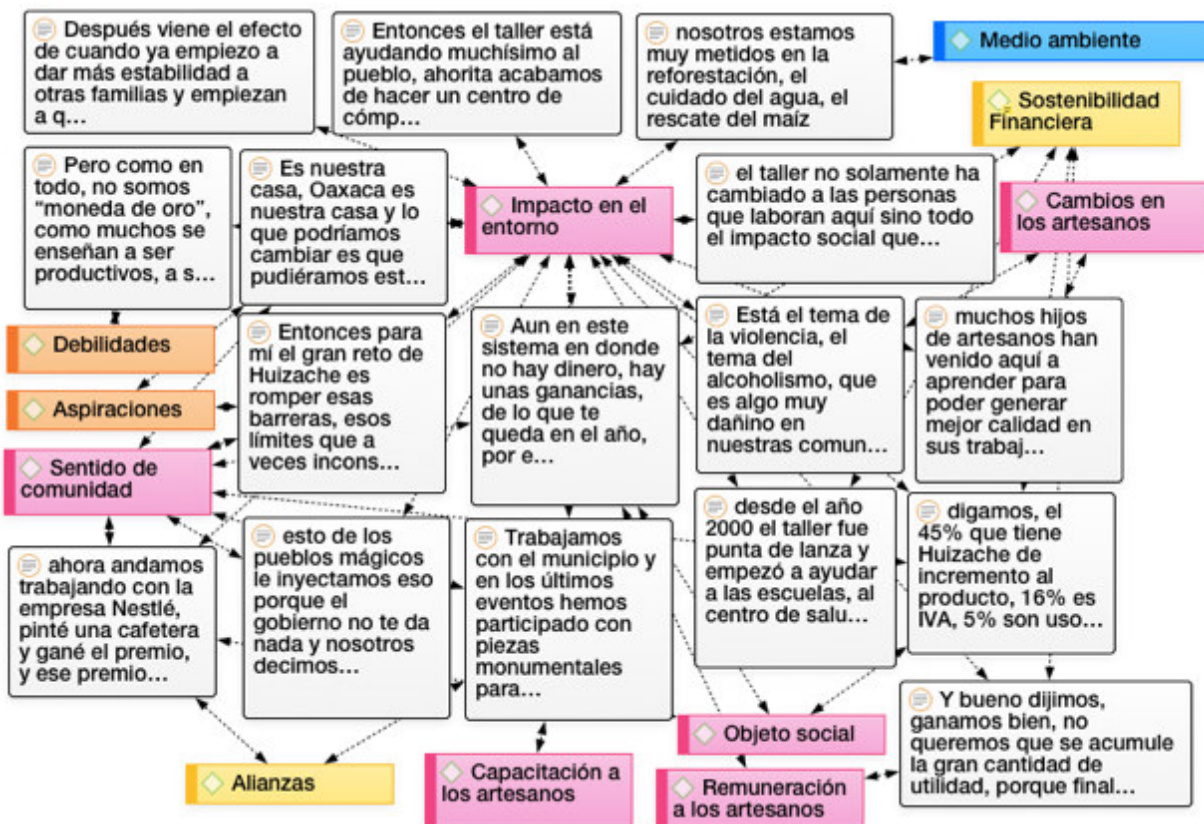 Después viene el efecto
de cuando ya empiezo a
dar más estabilidad a
otras familias y empiezan
a q...
Entonces el taller está
ayudando muchísimo al
pueblo, ahorita acabamos
de hacer un centro de
cómp...
nosotros estamos
muy metidos en la
reforestación, el
cuidado del agua, el
rescate del maíz
Medio ambiente
Sostenibilidad
Financiera
Pero como en
todo, no somos
“moneda de oro”,
como muchos se
enseñan a ser
productivos, a s...
Es nuestra
casa, Oaxaca es
nuestra casa y lo
que podríamos
cambiar es que
pudiéramos est...
Impacto en el
entorno
el taller no solamente ha
cambiado a las personas
que laboran aquí sino todo
el impacto social que...
Cambios en
los artesanos
Debilidades
Aspiraciones
Sentido de
comunidad
Entonces para
mí el gran reto de
Huizache es
romper esas
barreras, esos
límites que a
veces incons...
Aun en este
sistema en donde
no hay dinero, hay
unas ganancias,
de lo que te
queda en el año,
por e...
Está el tema de
la violencia, el
tema del
alcoholismo, que
es algo muy
dañino en
nuestras comun...
muchos hijos
de artesanos han
venido aquí a
aprender para
poder generar
mejor calidad en
sus trabaj...
ahora andamos
trabajando con la
empresa Nestlé,
pinté una cafetera
y gané el premio,
y ese premio...
esto de los
pueblos mágicos
le inyectamos eso
porque el
gobierno no te da
nada y nosotros
decimos...
Trabajamos
con el municipio y
en los últimos
eventos hemos
participado con
piezas
monumentales
para...
desde el año
2000 el taller fue
punta de lanza y
empezó a ayudar
a las escuelas, al
centro de salu...
digamos, el
45% que tiene
Huizache de
incremento al
producto, 16% es
IVA, 5% son uso...
Y bueno dijimos,
ganamos bien, no
queremos que se acumule
la gran cantidad de
utilidad, porque final...
Alianzas
Capacitación a
los artesanos
Objeto social
Remuneración
a los artesanos